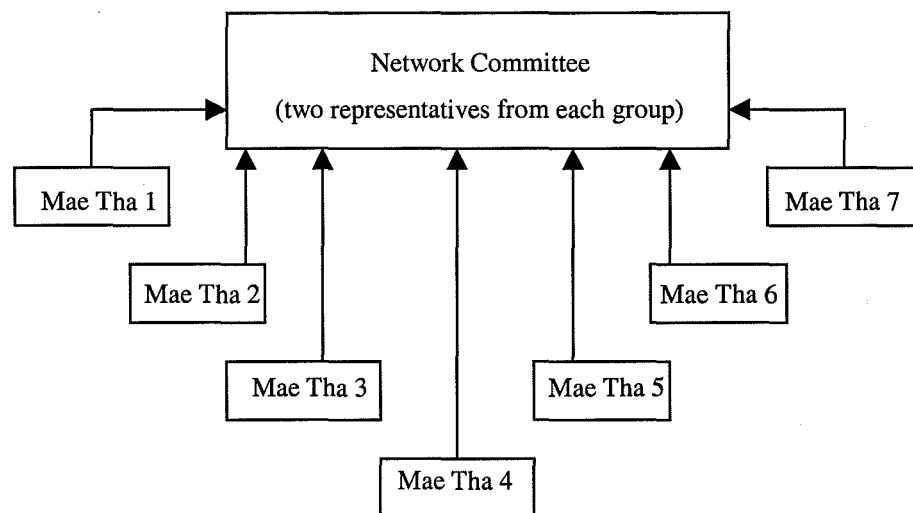 Network Committee
(two representatives from each group)
Mae Tha 1
Mae Tha 7
Mae Tha 2
Mae Tha 6
Mae Tha 3
Mae Tha 5
Mae Tha 4